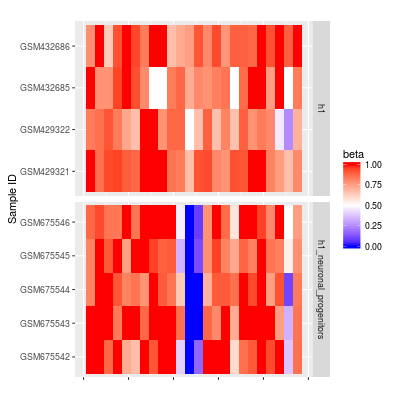 GSM432686
GSM432685
GSM429322
GSM429321
h1
GSM675546
GSM675545
GSM675544
GSM675543
GSM675542
h1_neuronal_progenitors
Sample ID
beta
1.00
0.75
0.50
0.25
0.00